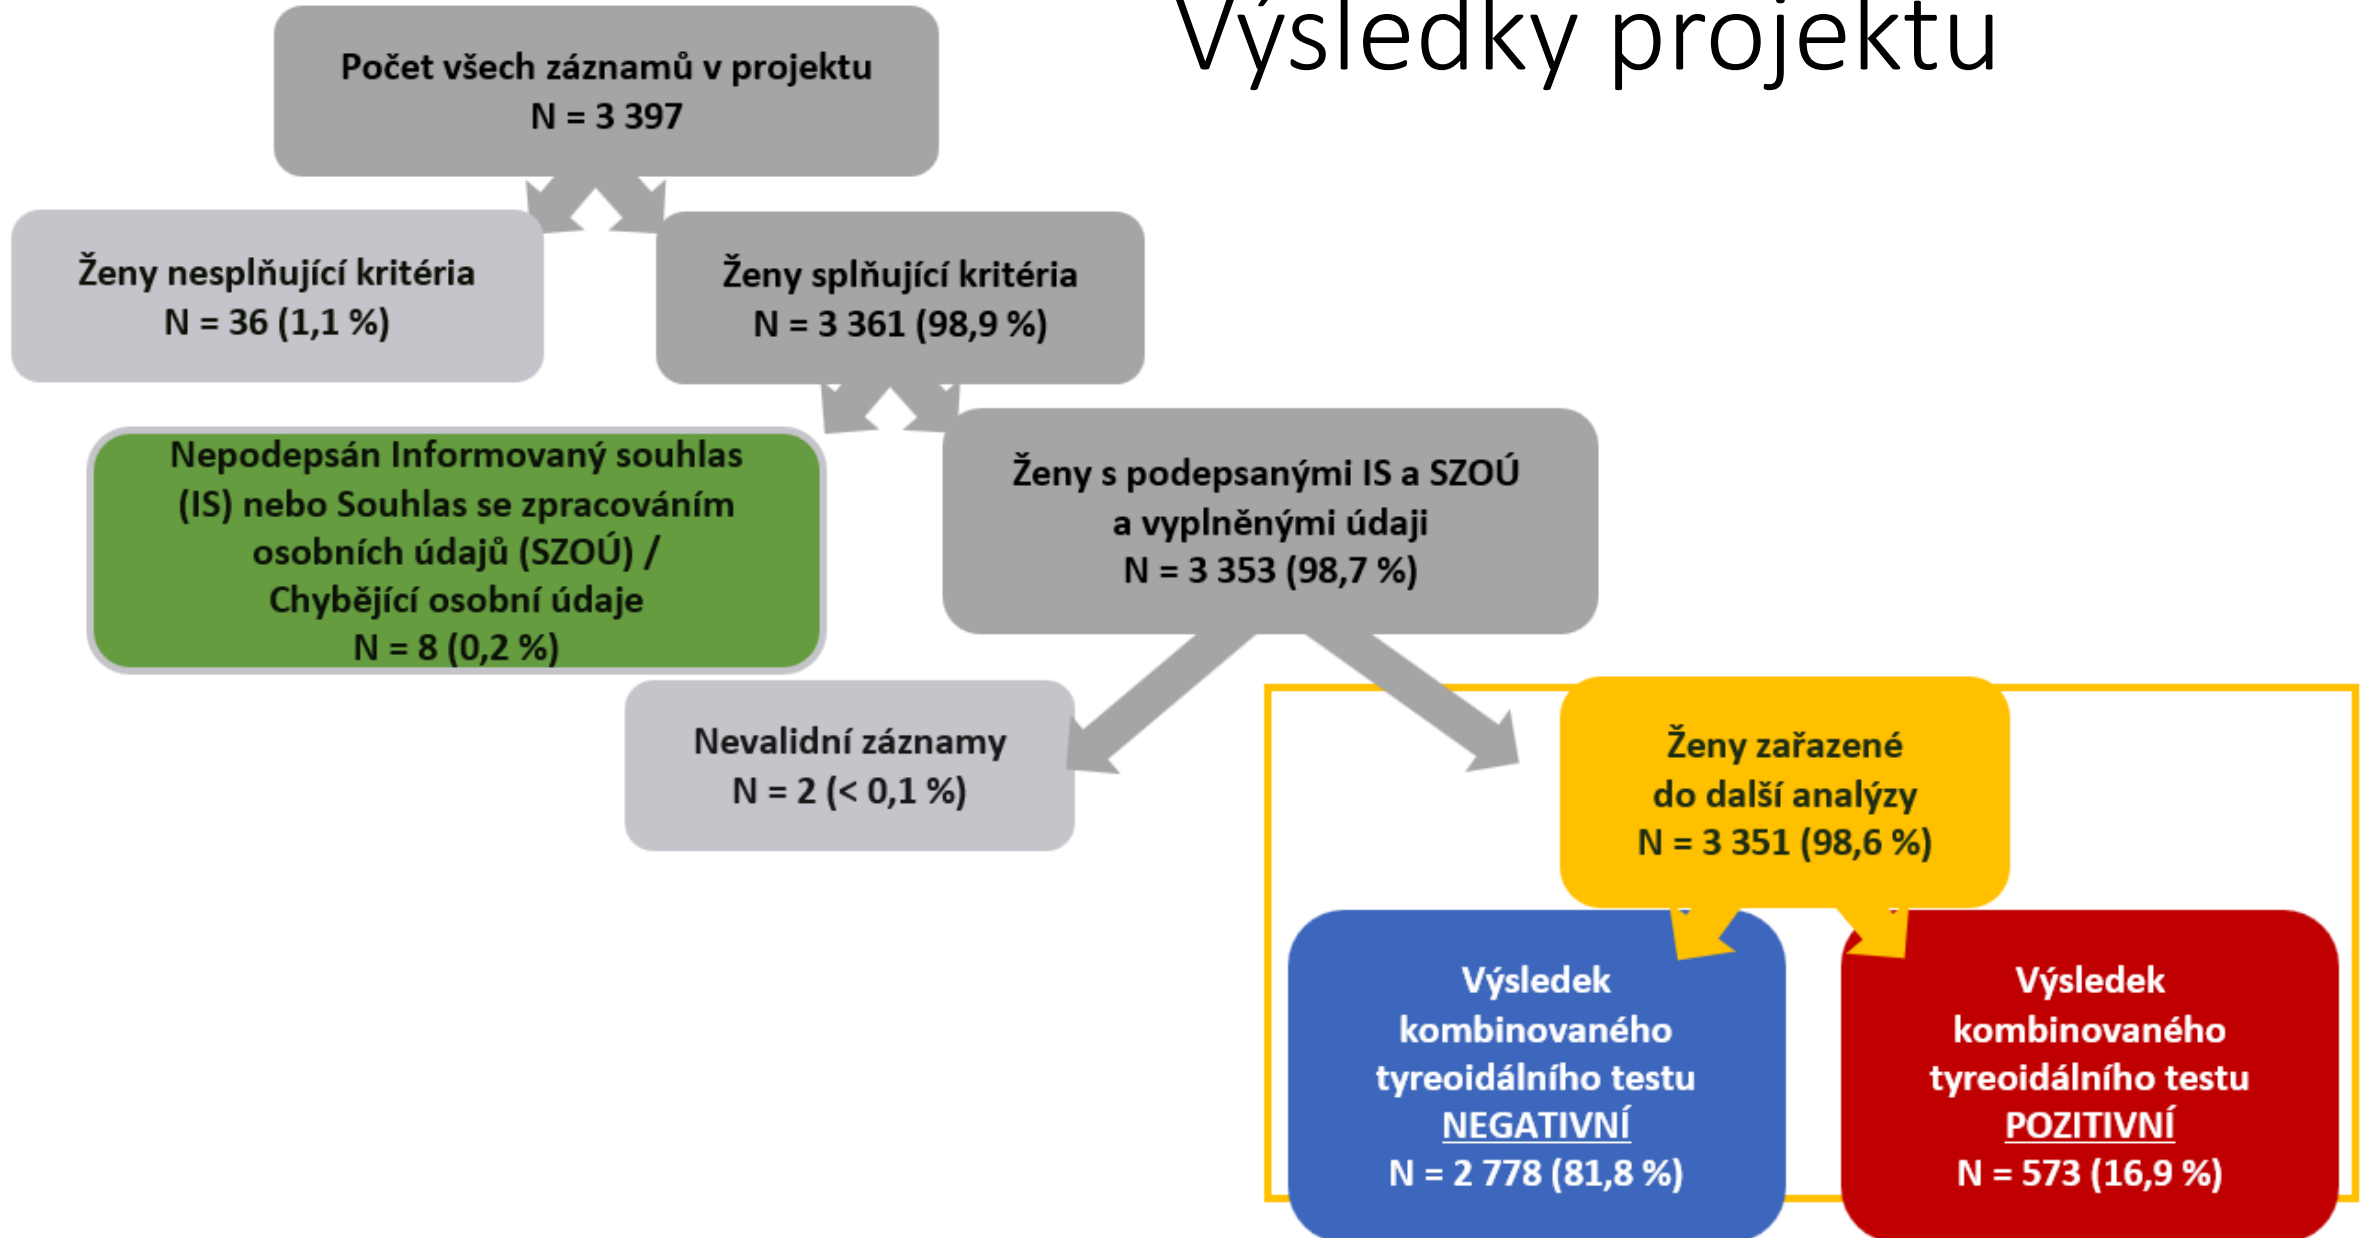 Výsledky projektu
Počet všech záznamů v projektu
N = 3 397
Ženy nesplňující kritéria
N = 36 (1,1 %)
Ženy splňující kritéria
N = 3 361 (98,9 %)
Nepodepsán Informovaný souhlas
(IS) nebo Souhlas se zpracováním
osobních údajů (SZOÚ) /
Chybějící osobní údaje
N = 8 (0,2 %)
Ženy s podepsanými IS a SZOÚ
a vyplněnými údaji
N = 3 353 (98,7 %)
Nevalidní záznamy
N = 2 (< 0,1 %)
Ženy zařazené
do další analýzy
N = 3 351 (98,6 %)
Výsledek
kombinovaného
tyreoidálního testu
NEGATIVNÍ
N = 2 778 (81,8 %)
Výsledek
kombinovaného
tyreoidálního testu
POZITIVNÍ
N = 573 (16,9 %)